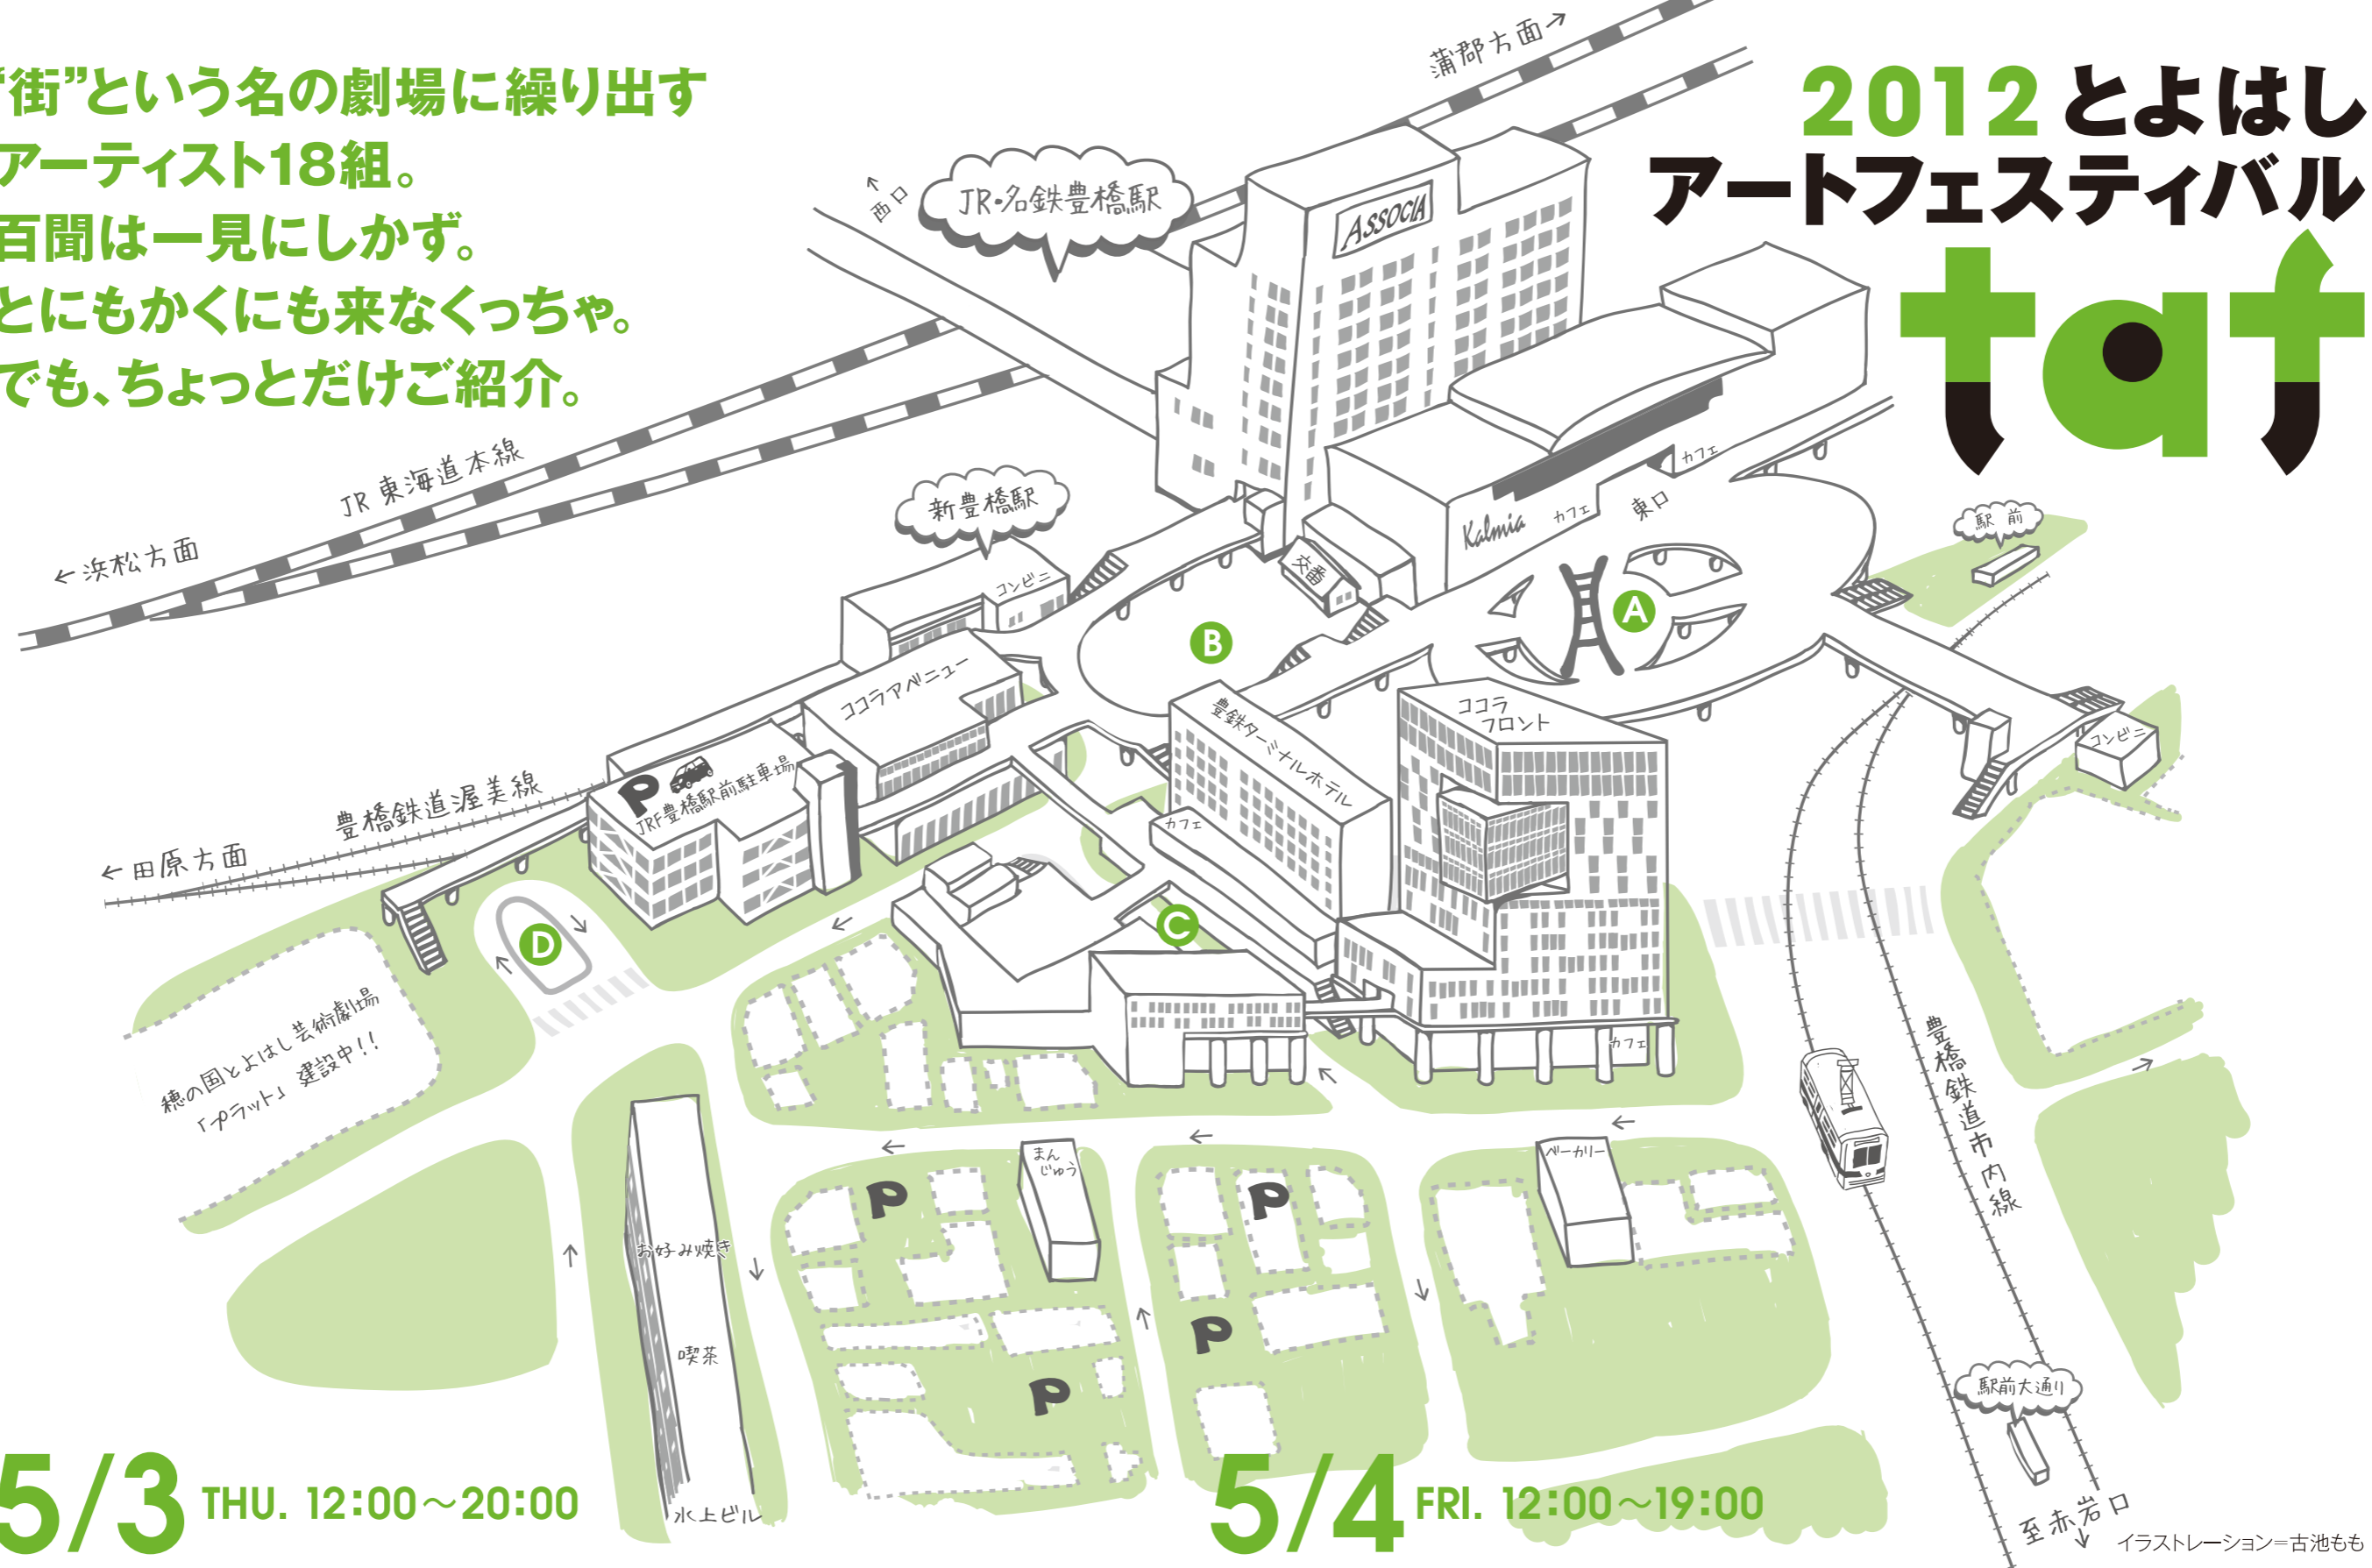 “街”という名の劇場に繰り出す
アーティスト18組。
百聞は一見にしかず。
とにもかくにも来なくっちゃ。
でも、ちょっとだけご紹介。
2012 とよはし
アートフェスティバル
taf
蒲郡方面→
←西口
JR・名鉄豊橋駅
ASSOCIA
JR 東海道本線
←浜松方面
新豊橋駅
コンビニ
交番
Kalmia
カフェ
カフェ
東口
駅前
A
B
ココラアベニュー
豊鉄ターミナルホテル
ココラ
フロント
コンビニ
P
JRF豊橋駅前駐車場
豊橋鉄道渥美線
←田原方面
カフェ
C
D
穂の国とよはし芸術劇場
「プラット」建設中!!
カフェ
豊橋鉄道市内線
まん
じゅう
ベーカリー
P
P
P
P
お好み焼き
喫茶
水上ビル
駅前大通り
至赤岩口→
5/3 THU. 12:00～20:00
5/4 FRI. 12:00～19:00
イラストレーション=古池もも